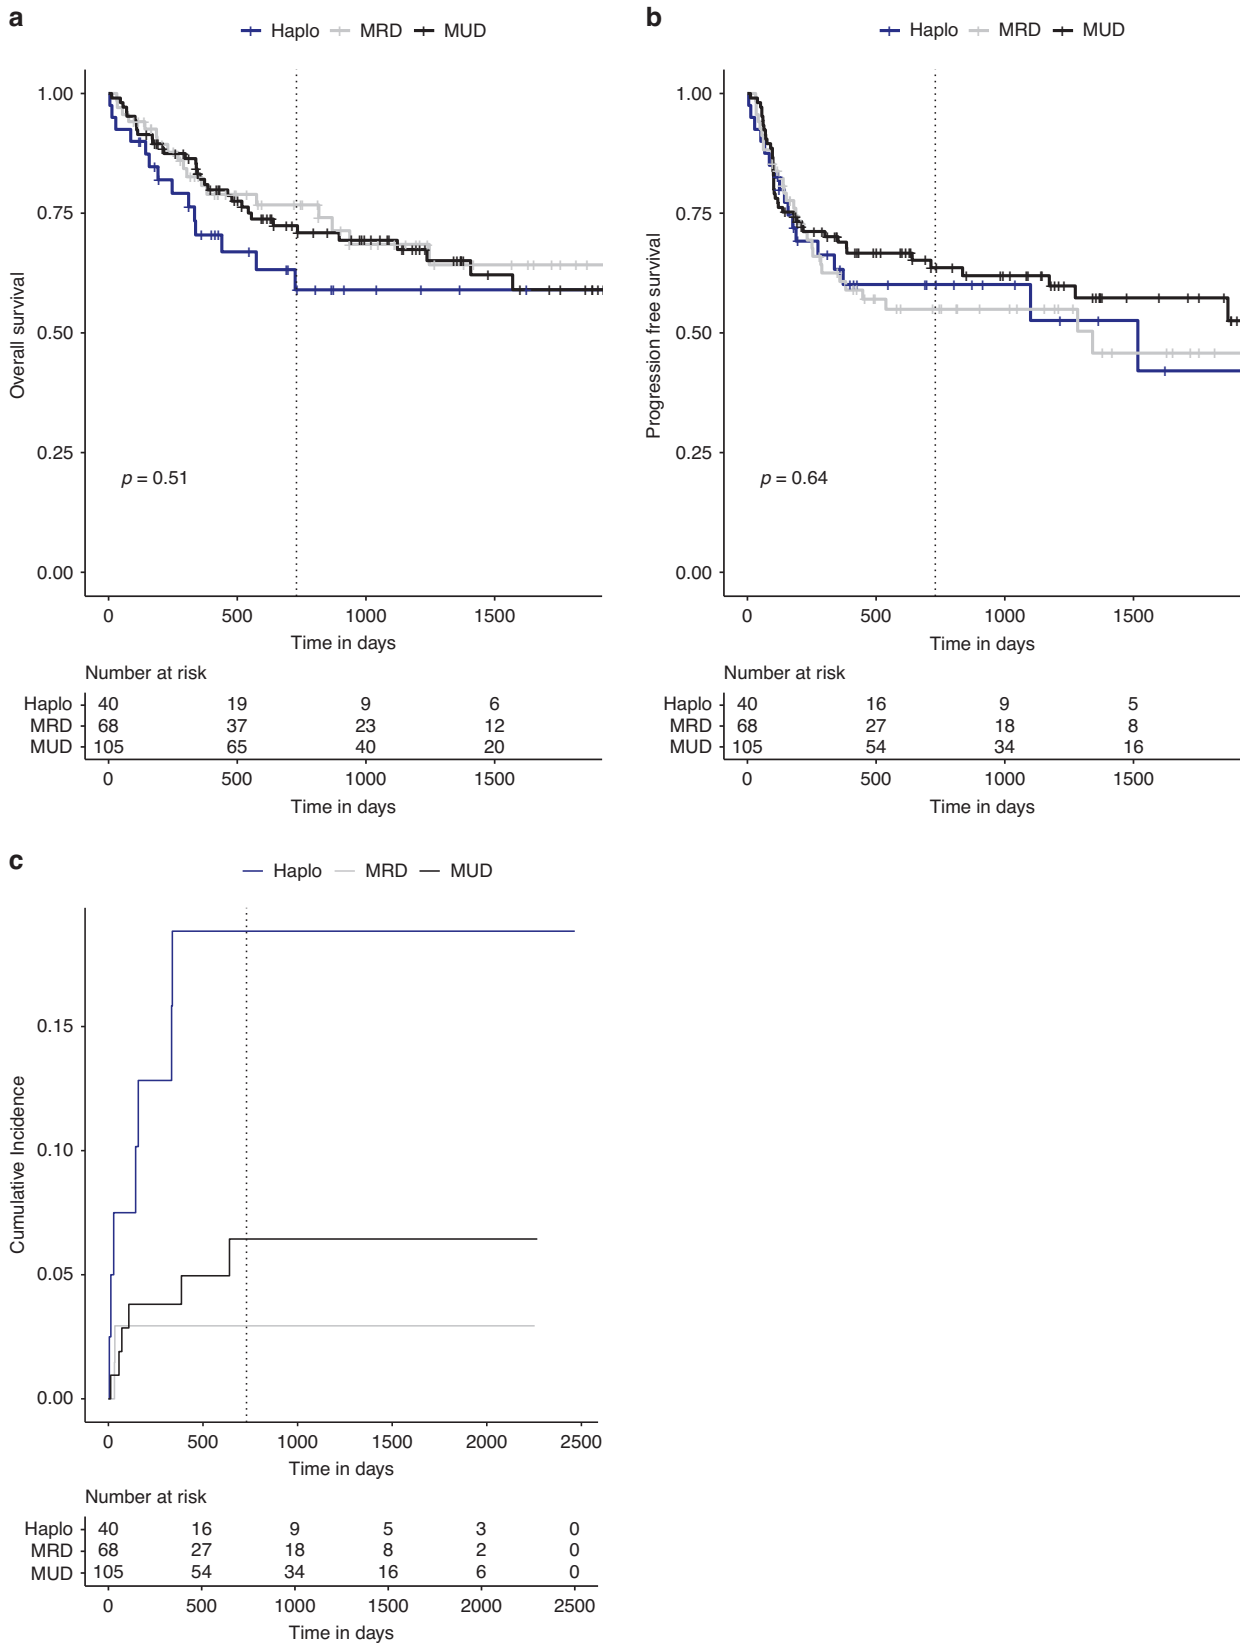 a
Haplo MRD MUD
1.00
0.75
0.50
0.25
0.00
Overall survival
p = 0.51
0 500 1000 1500
Time in days
Number at risk
Haplo 40 19 9 6
MRD 68 37 23 12
MUD 105 65 40 20
0 500 1000 1500
Time in days
b
Haplo MRD MUD
1.00
0.75
0.50
0.25
0.00
Progression free survival
p = 0.64
0 500 1000 1500
Time in days
Number at risk
Haplo 40 16 9 5
MRD 68 27 18 8
MUD 105 54 34 16
0 500 1000 1500
Time in days
c
Haplo MRD MUD
0.15
0.10
0.05
0.00
Cumulative Incidence
0 500 1000 1500 2000 2500
Time in days
Number at risk
Haplo 40 16 9 5 3 0
MRD 68 27 18 8 2 0
MUD 105 54 34 16 6 0
0 500 1000 1500 2000 2500
Time in days